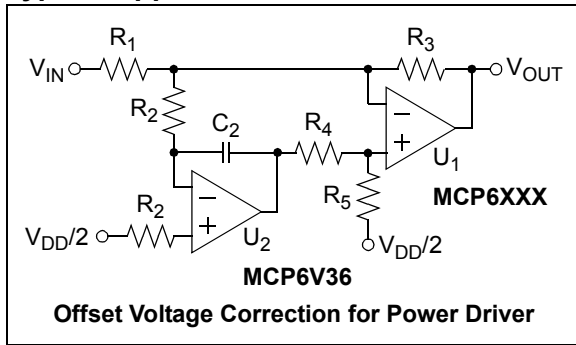 R1
R3
VIN
VOUT
R2
C2
R4
U1
R5
MCP6XXX
R2
U2
VDD/2
VDD/2
MCP6V36
Offset Voltage Correction for Power Driver